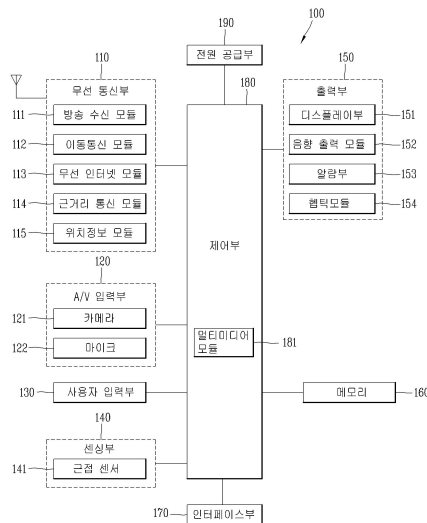 100
190
전원 공급부
110
무선 통신부
111
방송 수신 모듈
112
이동통신 모듈
113
무선 인터넷 모듈
114
근거리 통신 모듈
115
위치정보 모듈
120
A/V 입력부
121
카메라
122
마이크
130
사용자 입력부
140
센싱부
141
근접 센서
180
제어부
멀티미디어
모듈
181
150
출력부
디스플레이부
151
음향 출력 모듈
152
알람부
153
햅틱모듈
154
메모리
160
170
인터페이스부